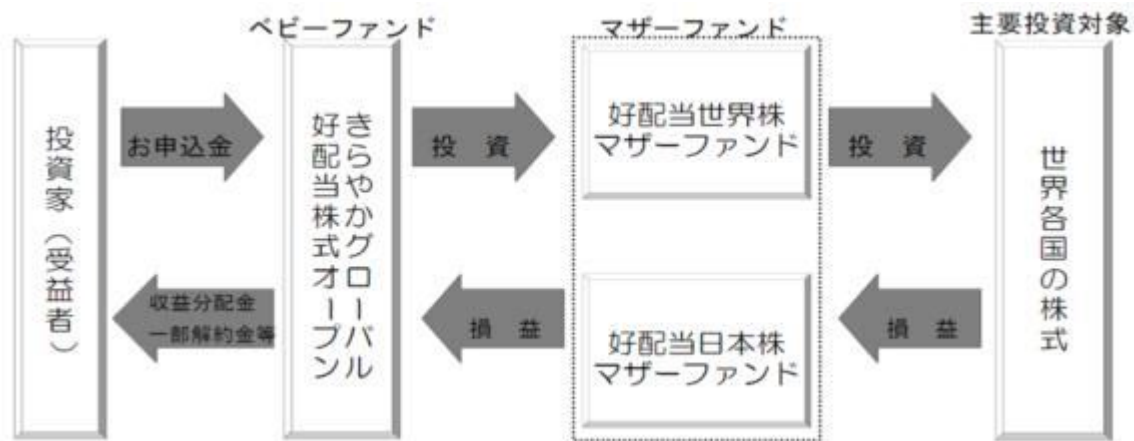 ベビーファンド
マザーファンド
主要投資対象
投資家（受益者）
お申込金
収益分配金
一部解約金等
きらやかグローバル
好配当株式オープン
投 資
損 益
好配当世界株
マザーファンド
好配当日本株
マザーファンド
投 資
損 益
世界各国の株式